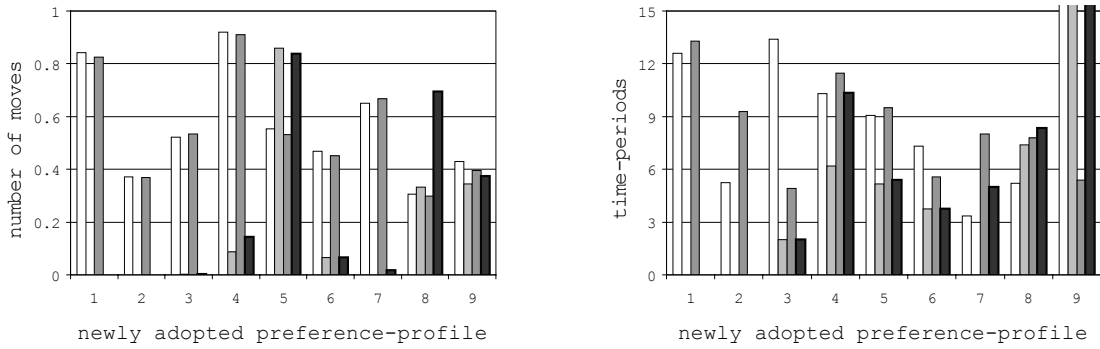 number of moves
1
0.8
0.6
0.4
0.2
0
1 2 3 4 5 6 7 8 9
newly adopted preference-profile
time-periods
15
12
9
6
3
0
1 2 3 4 5 6 7 8 9
newly adopted preference-profile